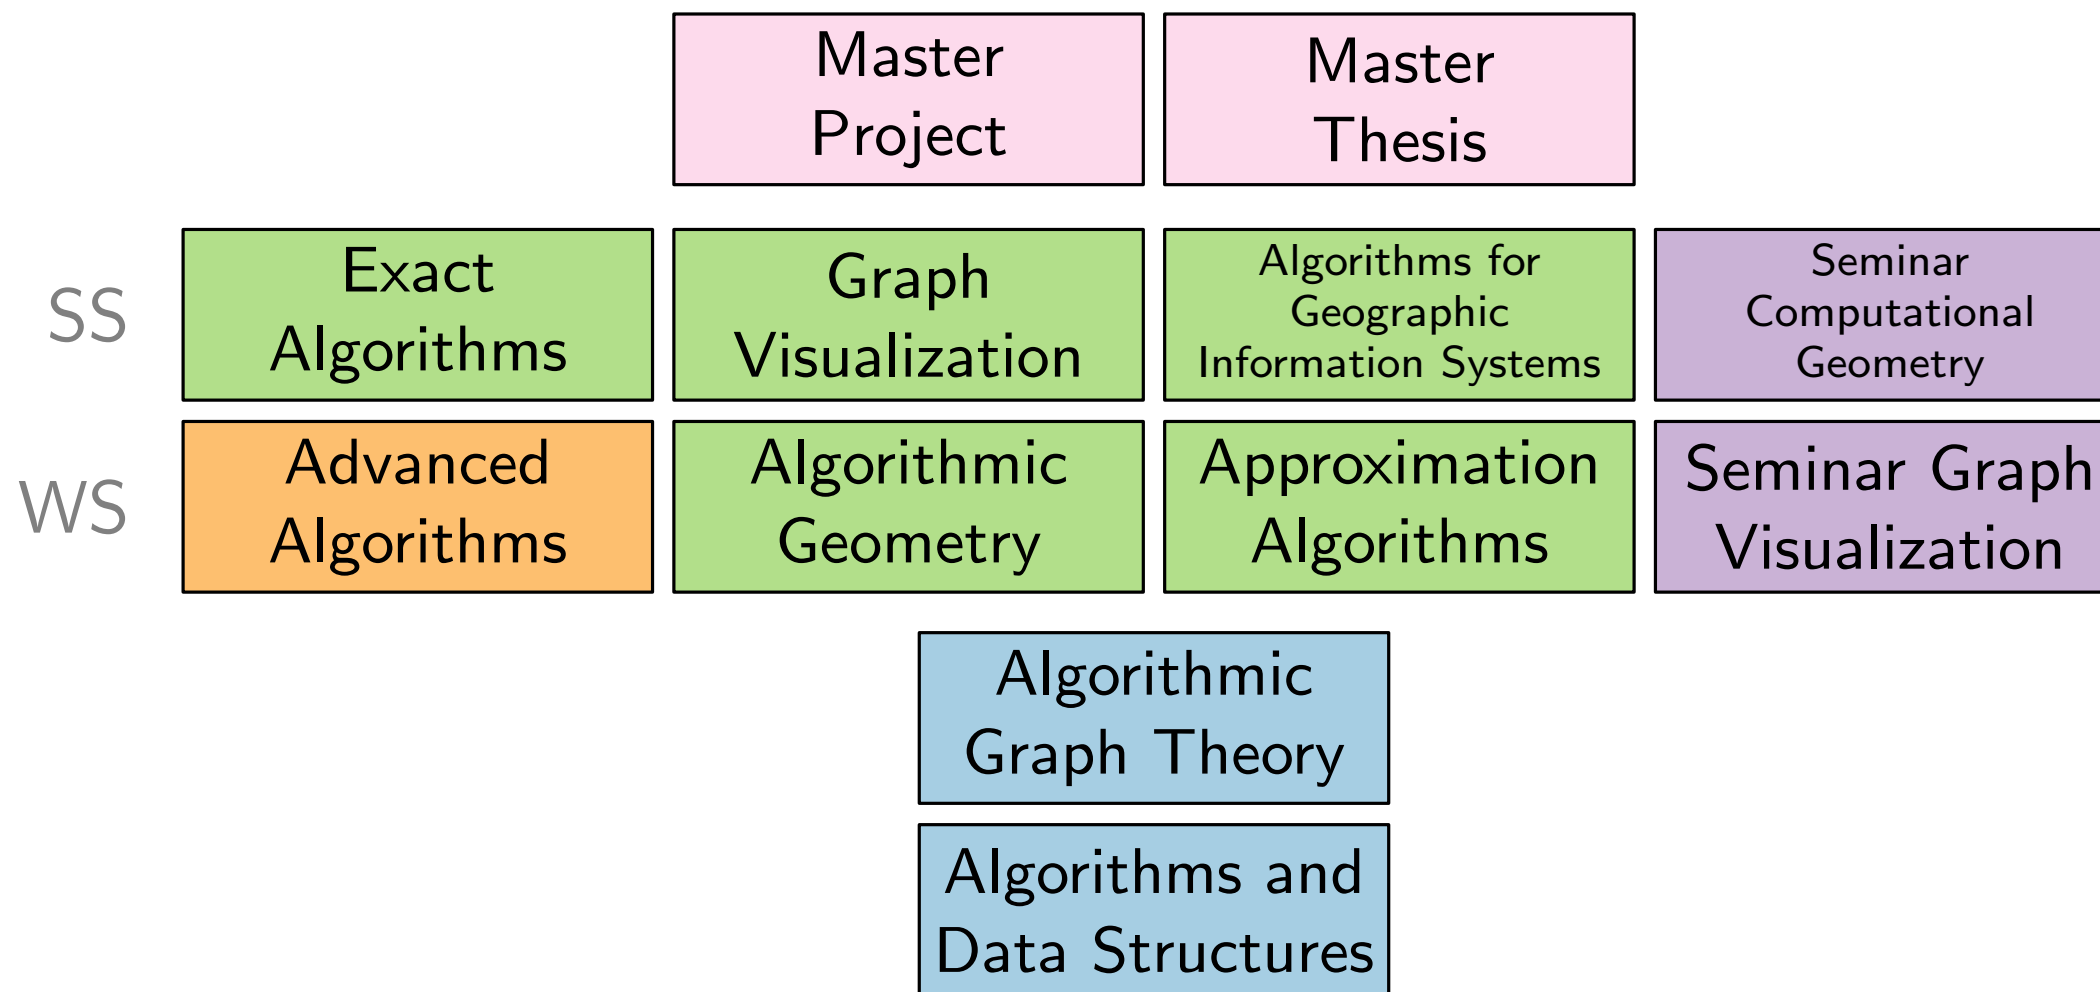 Master
Project
Master
Thesis
SS
Exact
Algorithms
Graph
Visualization
Algorithms for
Geographic
Information Systems
Seminar
Computational
Geometry
WS
Advanced
Algorithms
Algorithmic
Geometry
Approximation
Algorithms
Seminar Graph
Visualization
Algorithmic
Graph Theory
Algorithms and
Data Structures